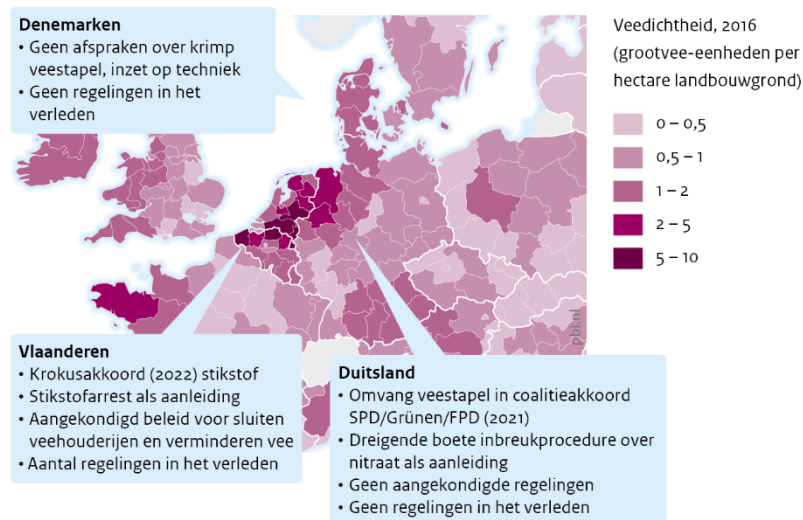 Denemarken
• Geen afspraken over krimp
veestapel, inzet op techniek
• Geen regelingen in het
verleden
Veedichtheid, 2016
(grootvee-eenheden per
hectare landbouwgrond)
0 – 0,5
0,5 – 1
1 – 2
2 – 5
5 – 10
pbl.nl
Vlaanderen
• Krokusakkoord (2022) stikstof
• Stikstofarrest als aanleiding
• Aangekondigd beleid voor sluiten
veehouderijen en verminderen vee
• Aantal regelingen in het verleden
Duitsland
• Omvang veestapel in coalitieakkoord
SPD/Grünen/FPD (2021)
• Dreigende boete inbreukprocedure over
nitraat als aanleiding
• Geen aangekondigde regelingen
• Geen regelingen in het verleden